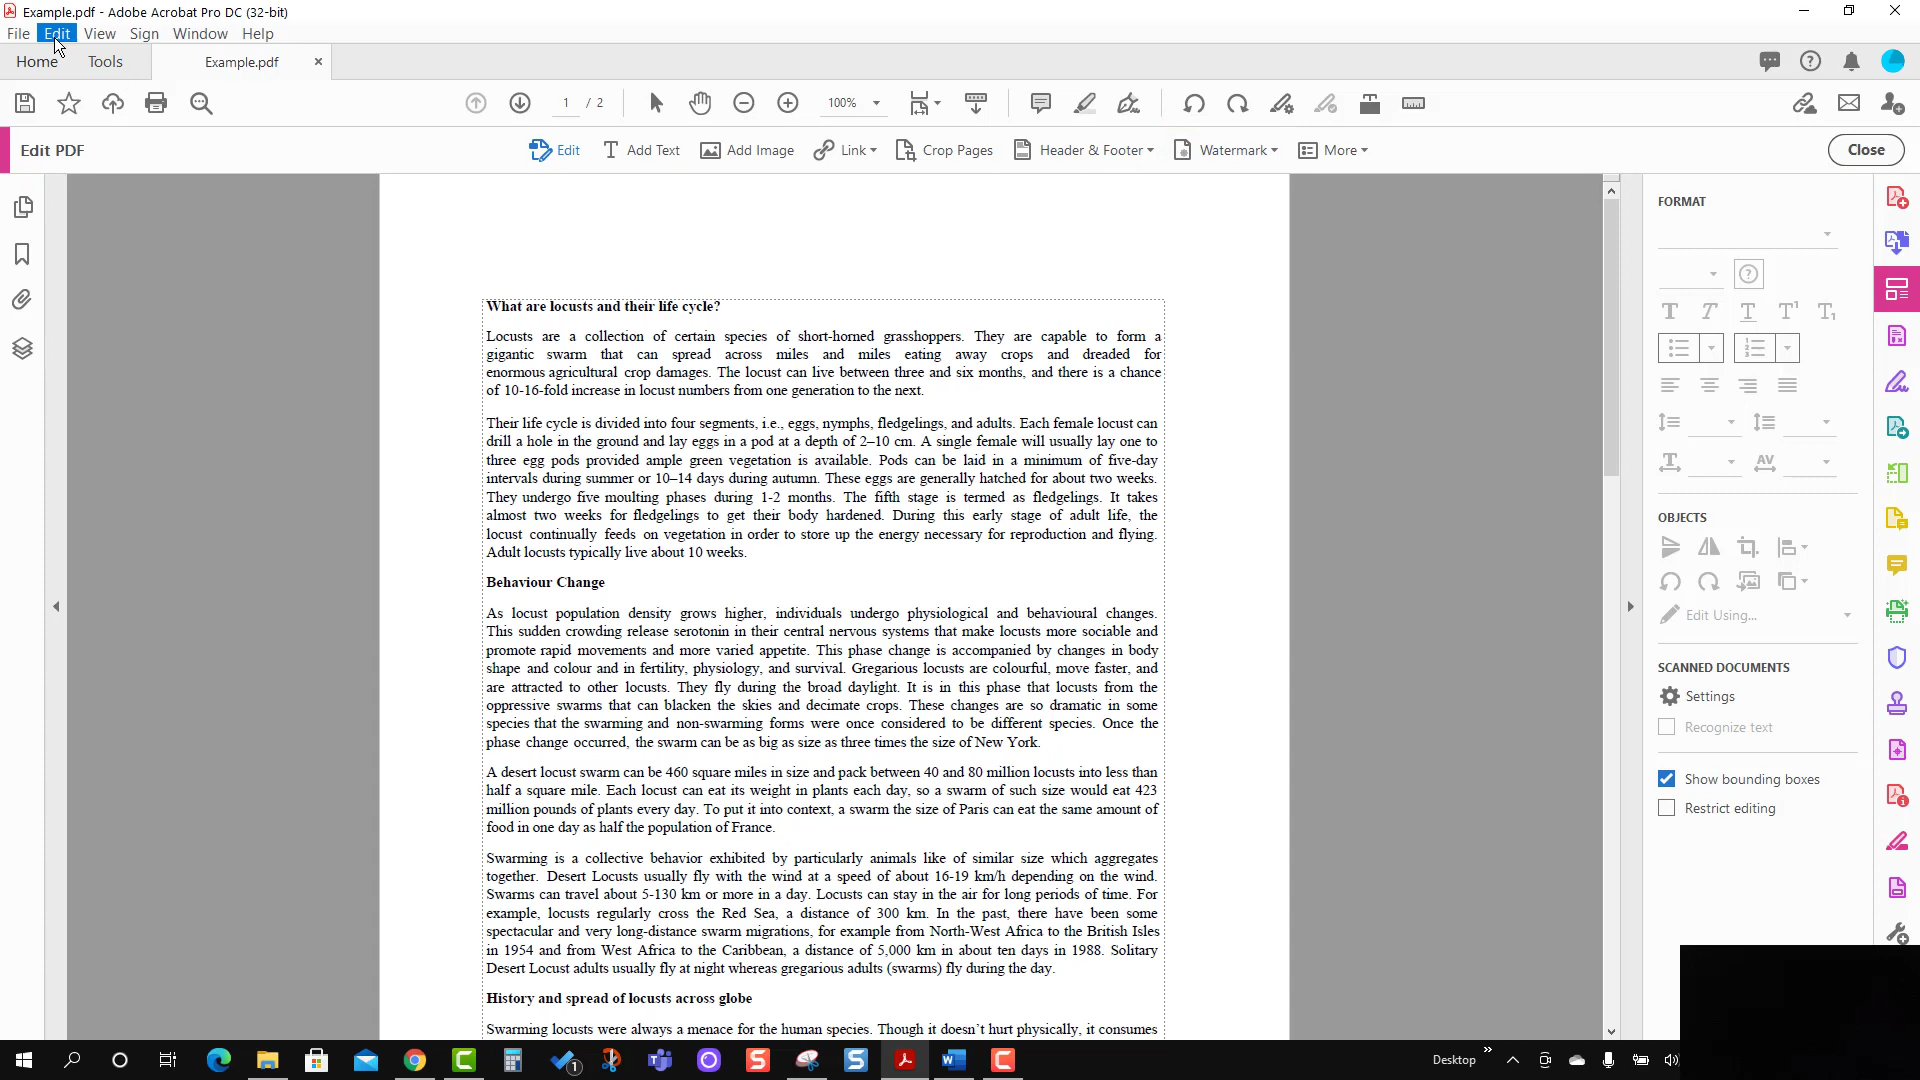 Example.pdf - Adobe Acrobat Pro DC (32-bit)
File Edit View Sign Window Help
Home Tools Example.pdf
1 / 2 100%
Edit PDF Edit Add Text Add Image Link Crop Pages Header & Footer Watermark More Close
What are locusts and their life cycle?
Locusts are a collection of certain species of short-horned grasshoppers. They are capable to form a
gigantic swarm that can spread across miles and miles eating away crops and dreaded for
enormous agricultural crop damages. The locust can live between three and six months, and there is a chance
of 10-16-fold increase in locust numbers from one generation to the next.
Their life cycle is divided into four segments, i.e., eggs, nymphs, fledgelings, and adults. Each female locust can
drill a hole in the ground and lay eggs in a pod at a depth of 2–10 cm. A single female will usually lay one to
three egg pods provided ample green vegetation is available. Pods can be laid in a minimum of five-day
intervals during summer or 10–14 days during autumn. These eggs are generally hatched for about two weeks.
They undergo five moulting phases during 1-2 months. The fifth stage is termed as fledgelings. It takes
almost two weeks for fledgelings to get their body hardened. During this early stage of adult life, the
locust continually feeds on vegetation in order to store up the energy necessary for reproduction and flying.
Adult locusts typically live about 10 weeks.
Behaviour Change
As locust population density grows higher, individuals undergo physiological and behavioural changes.
This sudden crowding release serotonin in their central nervous systems that make locusts more sociable and
promote rapid movements and more varied appetite. This phase change is accompanied by changes in body
shape and colour and in fertility, physiology, and survival. Gregarious locusts are colourful, move faster, and
are attracted to other locusts. They fly during the broad daylight. It is in this phase that locusts from the
oppressive swarms that can blacken the skies and decimate crops. These changes are so dramatic in some
species that the swarming and non-swarming forms were once considered to be different species. Once the
phase change occurred, the swarm can be as big as size as three times the size of New York.
A desert locust swarm can be 460 square miles in size and pack between 40 and 80 million locusts into less than
half a square mile. Each locust can eat its weight in plants each day, so a swarm of such size would eat 423
million pounds of plants every day. To put it into context, a swarm the size of Paris can eat the same amount of
food in one day as half the population of France.
Swarming is a collective behavior exhibited by particularly animals like of similar size which aggregates
together. Desert Locusts usually fly with the wind at a speed of about 16-19 km/h depending on the wind.
Swarms can travel about 5-130 km or more in a day. Locusts can stay in the air for long periods of time. For
example, locusts regularly cross the Red Sea, a distance of 300 km. In the past, there have been some
spectacular and very long-distance swarm migrations, for example from North-West Africa to the British Isles
in 1954 and from West Africa to the Caribbean, a distance of 5,000 km in about ten days in 1988. Solitary
Desert Locust adults usually fly at night whereas gregarious adults (swarms) fly during the day.
History and spread of locusts across globe
Swarming locusts were always a menace for the human species. Though it doesn't hurt physically, it consumes
FORMAT
OBJECTS
Edit Using...
SCANNED DOCUMENTS
Settings
Recognize text
Show bounding boxes
Restrict editing
Desktop